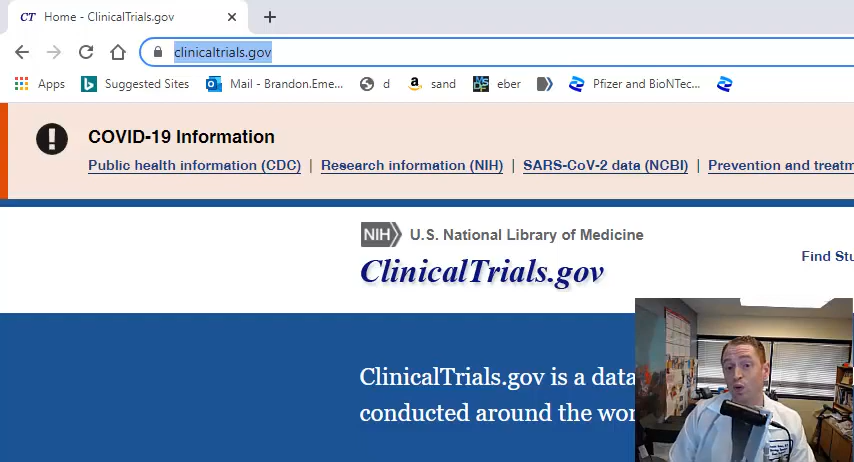 CT Home - ClinicalTrials.gov
clinicaltrials.gov
Apps Suggested Sites Mail - Brandon.Eme... d sand eber Pfizer and BioNTec...
COVID-19 Information
Public health information (CDC) | Research information (NIH) | SARS-CoV-2 data (NCBI) | Prevention and treatm
NIH U.S. National Library of Medicine
ClinicalTrials.gov
Find Stu
ClinicalTrials.gov is a data
conducted around the wor